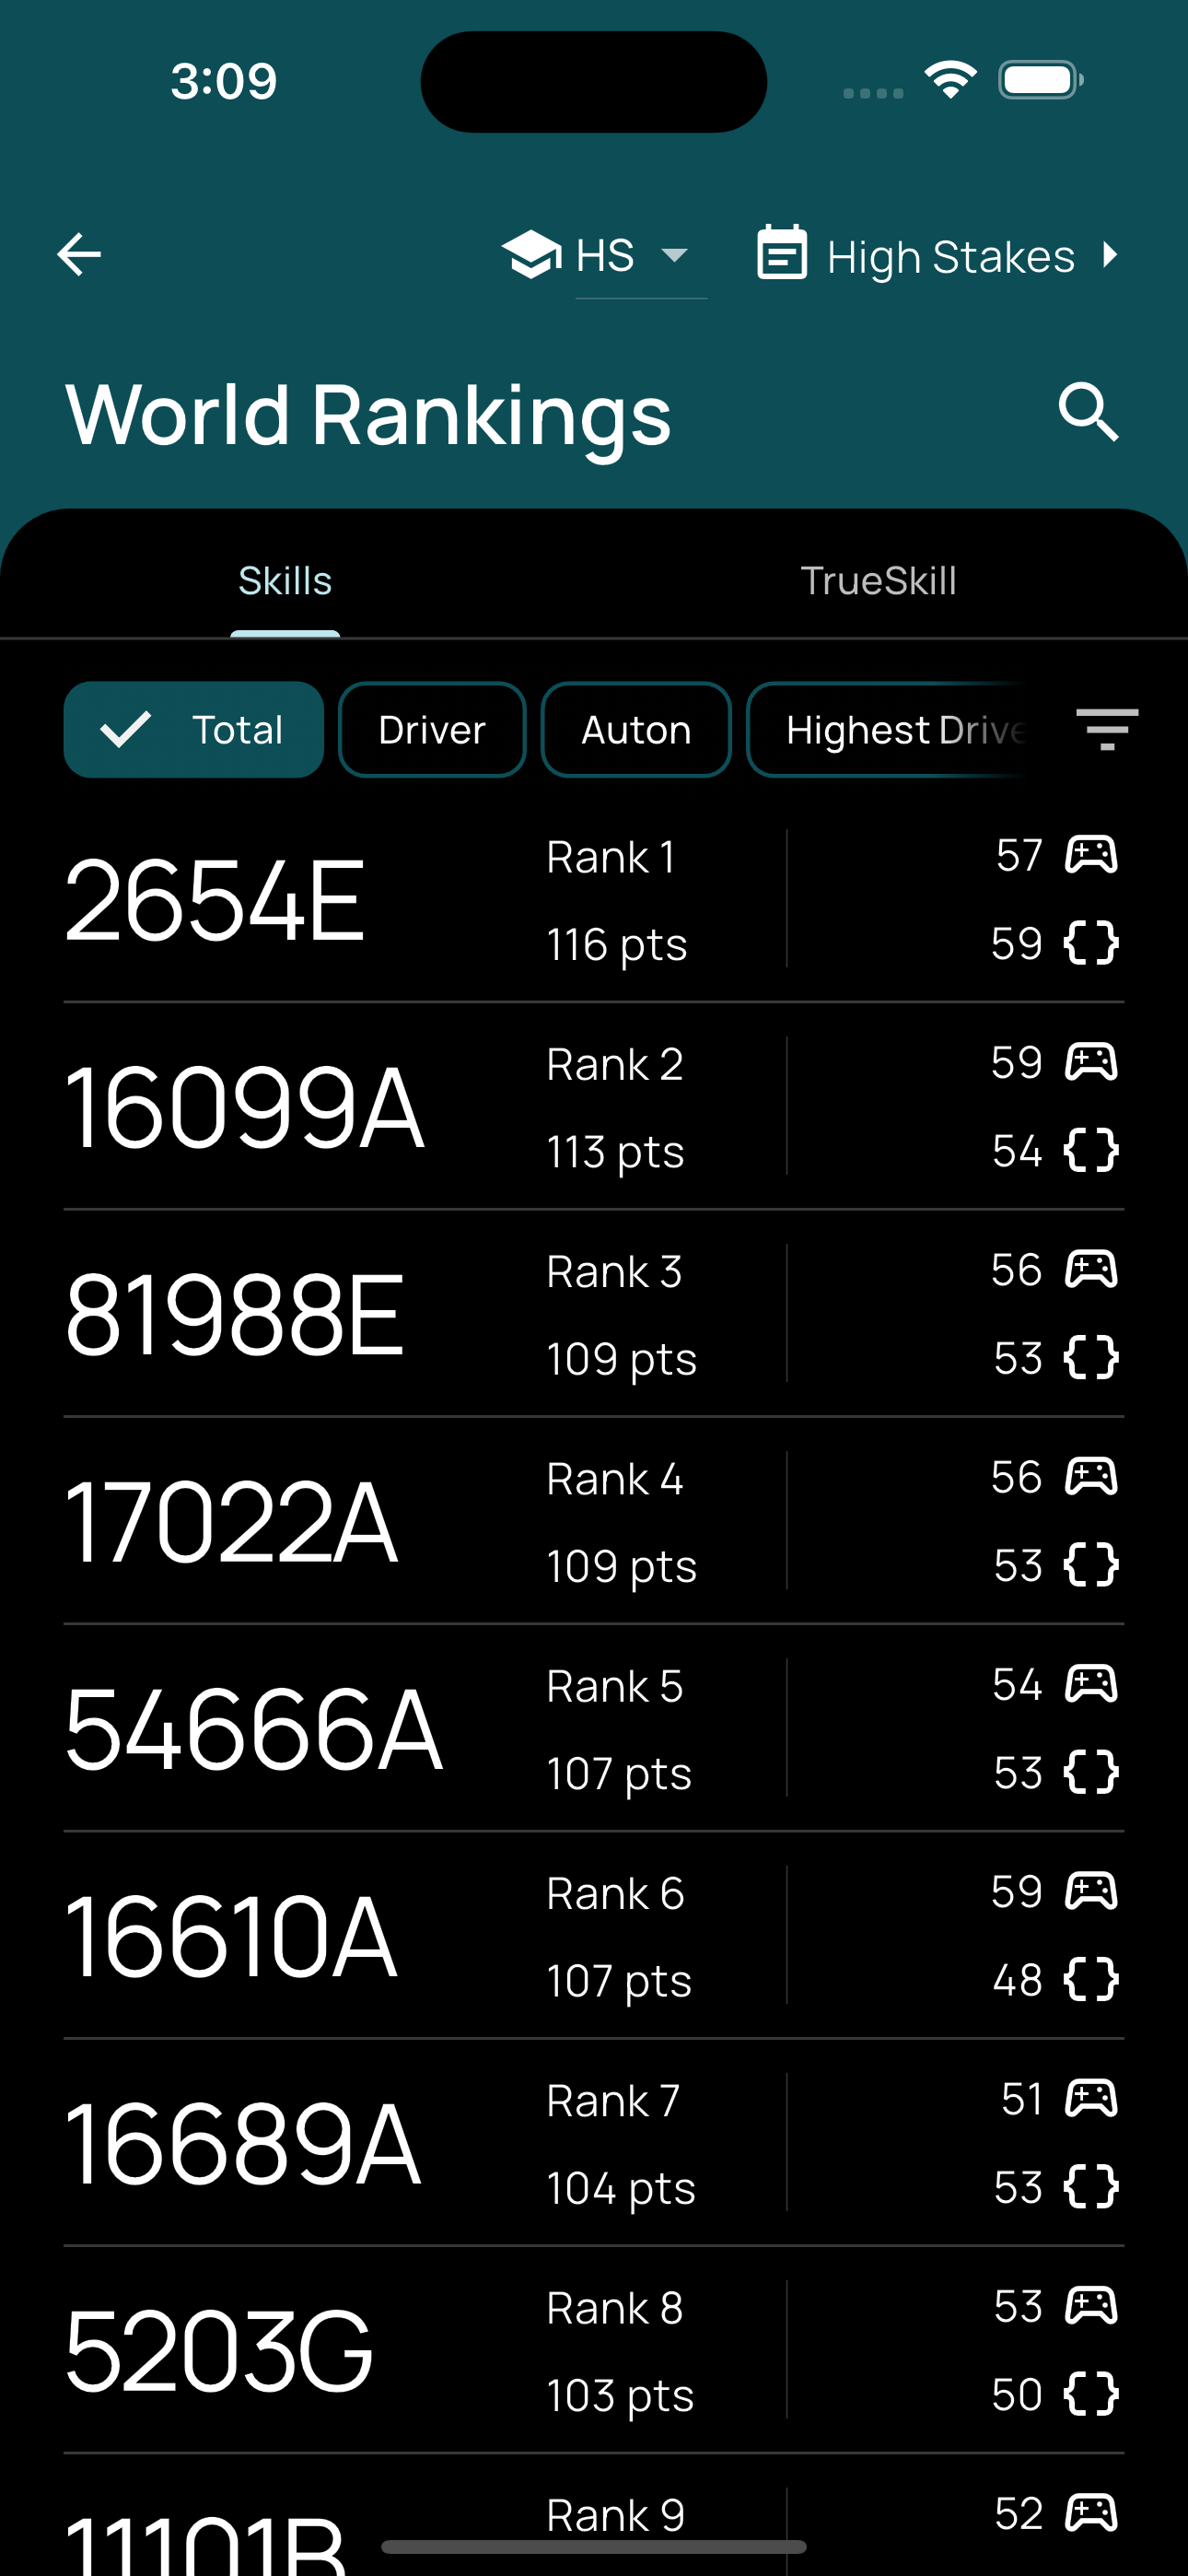 3:09
HS
High Stakes
World Rankings
Skills
TrueSkill
Total
Driver
Auton
Highest Drive
2654E
Rank 1
116 pts
57
59
16099A
Rank 2
113 pts
59
54
81988E
Rank 3
109 pts
56
53
17022A
Rank 4
109 pts
56
53
54666A
Rank 5
107 pts
54
53
16610A
Rank 6
107 pts
59
48
16689A
Rank 7
104 pts
51
53
5203G
Rank 8
103 pts
53
50
11101B
Rank 9
52